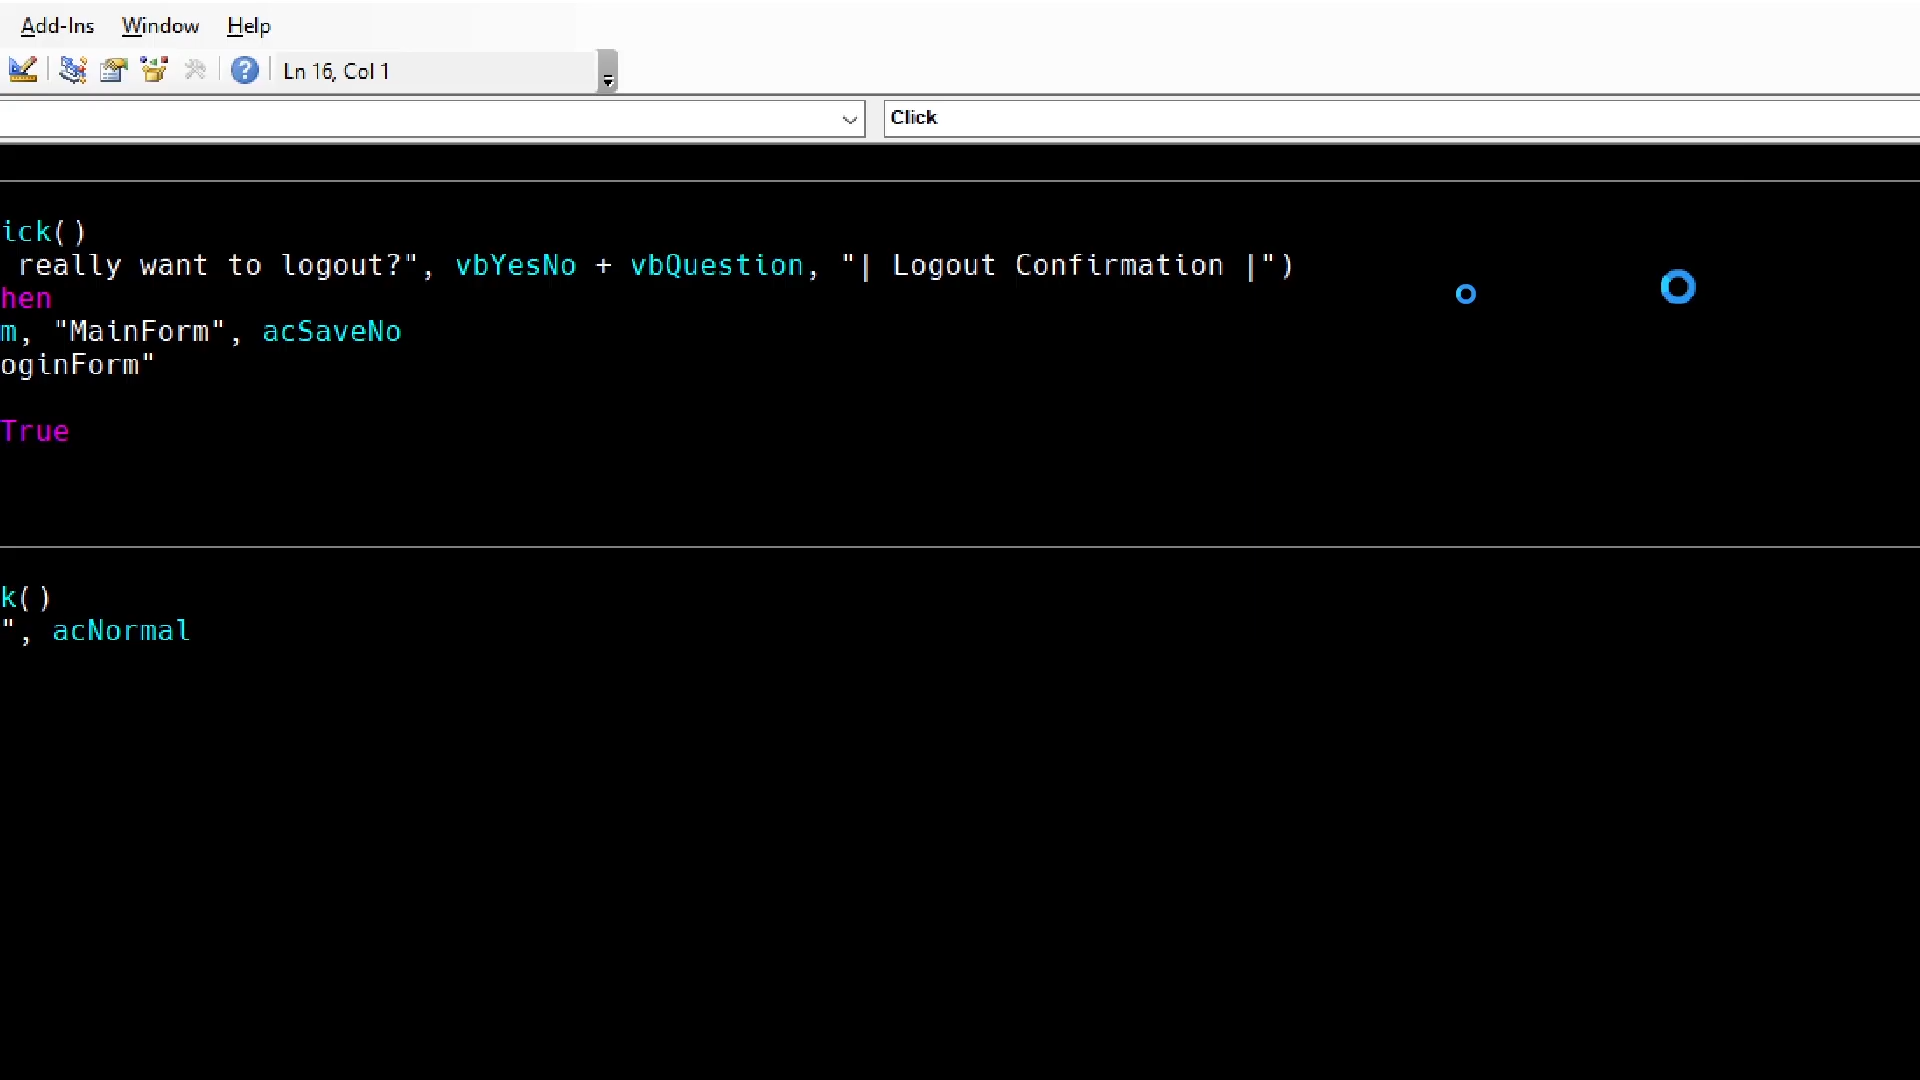 Add-Ins Window Help
Ln 16, Col 1
Click
ick()
really want to logout?", vbYesNo + vbQuestion, "| Logout Confirmation |")
hen
m, "MainForm", acSaveNo
oginForm"
True
k()
", acNormal